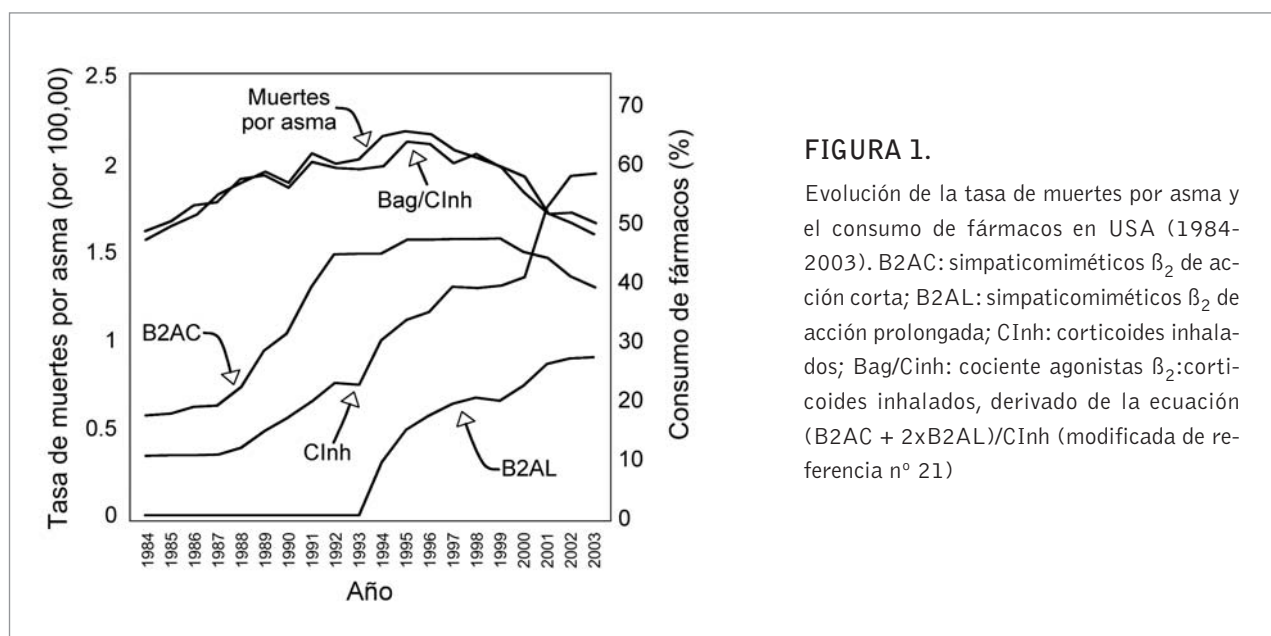 2.5
2
1.5
1
0.5
0
Tasa de muertes por asma (por 100,00)
Muertes
por asma
Bag/CInh
B2AC
CInh
B2AL
70
60
50
40
30
20
10
0
Consumo de fármacos (%)
1984
1985
1986
1987
1988
1989
1990
1991
1992
1993
1994
1995
1996
1997
1998
1999
2000
2001
2002
2003
Año
FIGURA 1.
Evolución de la tasa de muertes por asma y
el consumo de fármacos en USA (1984-
2003). B2AC: simpaticomiméticos ß₂ de ac-
ción corta; B2AL: simpaticomiméticos ß₂ de
acción prolongada; CInh: corticoides inhala-
dos; Bag/Cinh: cociente agonistas ß₂:corti-
coides inhalados, derivado de la ecuación
(B2AC + 2xB2AL)/CInh (modificada de re-
ferencia nº 21)